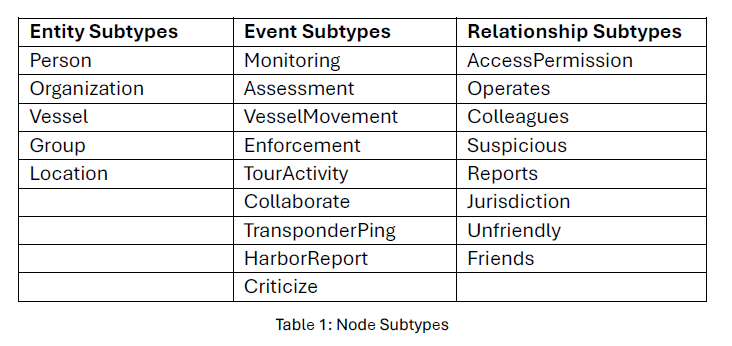 Entity Subtypes Event Subtypes Relationship Subtypes
Person Monitoring AccessPermission
Organization Assessment Operates
Vessel VesselMovement Colleagues
Group Enforcement Suspicious
Location TourActivity Reports
Collaborate Jurisdiction
TransponderPing Unfriendly
HarborReport Friends
Criticize
Table 1: Node Subtypes